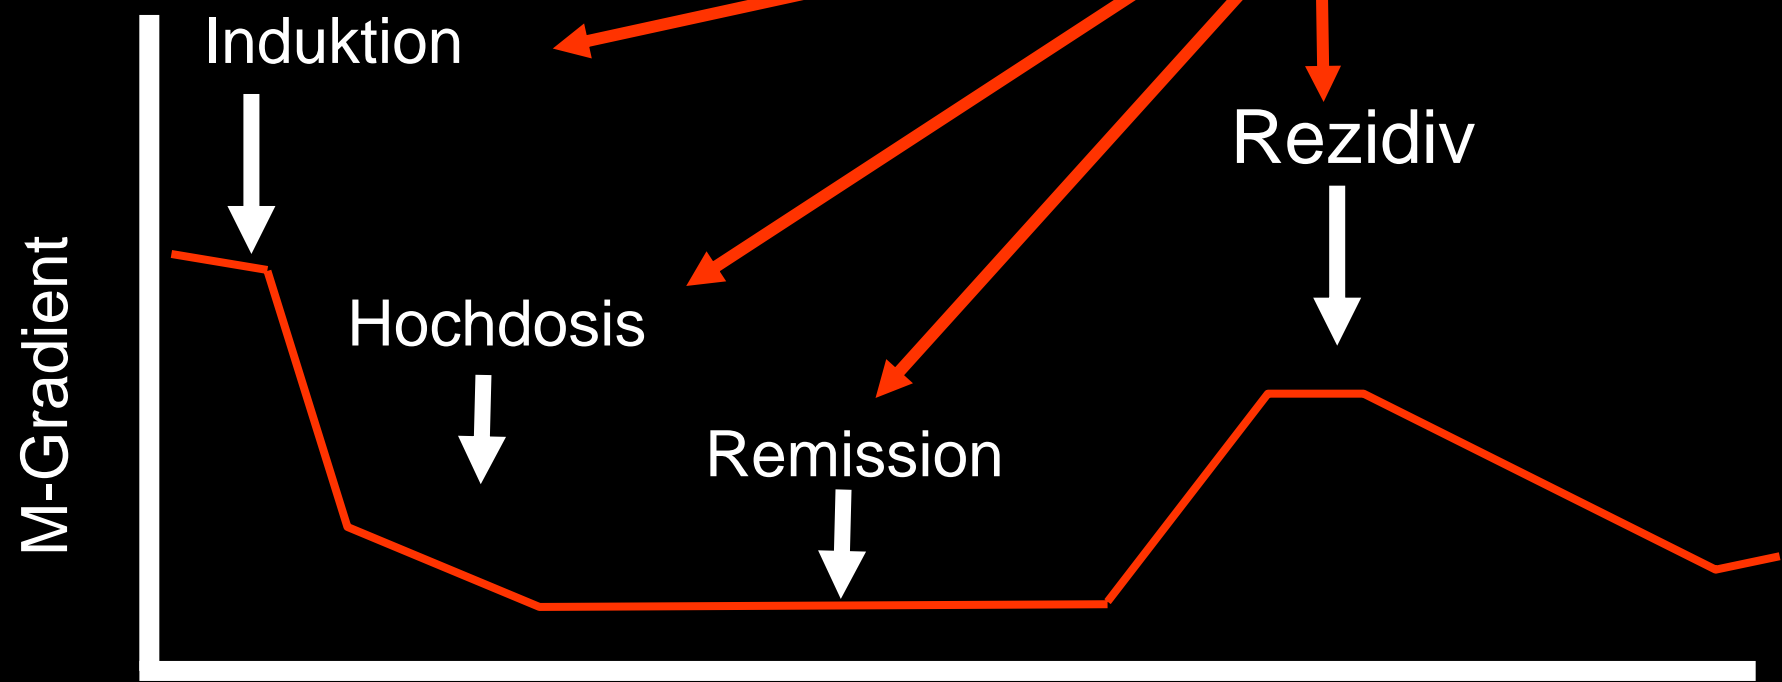 Induktion
Rezidiv
Hochdosis
Remission
M-Gradient